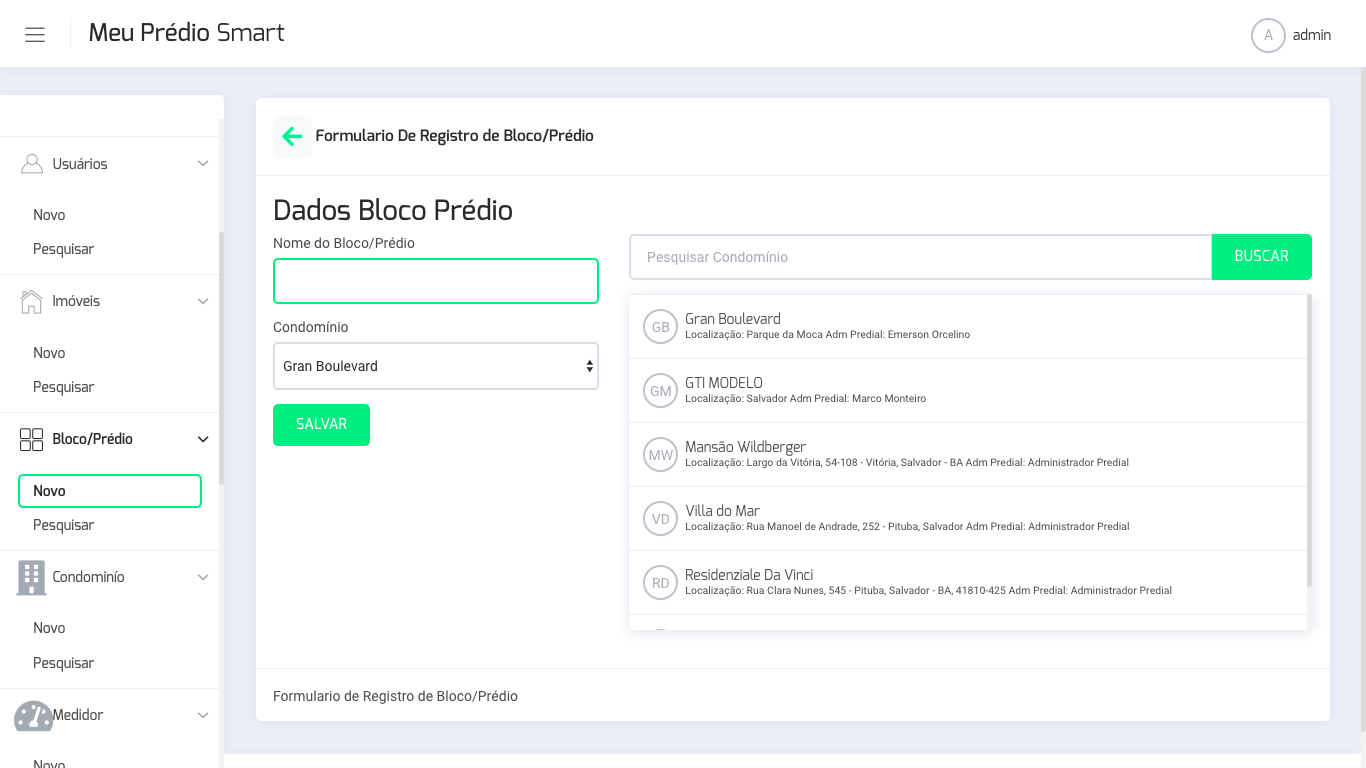 Meu Prédio Smart
A admin
Usuários
Novo
Pesquisar
Imóveis
Novo
Pesquisar
Bloco/Prédio
Novo
Pesquisar
Condominío
Novo
Pesquisar
Medidor
Novo
Formulario De Registro de Bloco/Prédio
Dados Bloco Prédio
Nome do Bloco/Prédio
Condomínio
Gran Boulevard
SALVAR
Pesquisar Condomínio
BUSCAR
GB
Gran Boulevard
Localização: Parque da Moca Adm Predial: Emerson Orcelino
GM
GTI MODELO
Localização: Salvador Adm Predial: Marco Monteiro
MW
Mansão Wildberger
Localização: Largo da Vitória, 54-108 - Vitória, Salvador - BA Adm Predial: Administrador Predial
VD
Villa do Mar
Localização: Rua Manoel de Andrade, 252 - Pituba, Salvador Adm Predial: Administrador Predial
RD
Residenziale Da Vinci
Localização: Rua Clara Nunes, 545 - Pituba, Salvador - BA, 41810-425 Adm Predial: Administrador Predial
Formulario de Registro de Bloco/Prédio